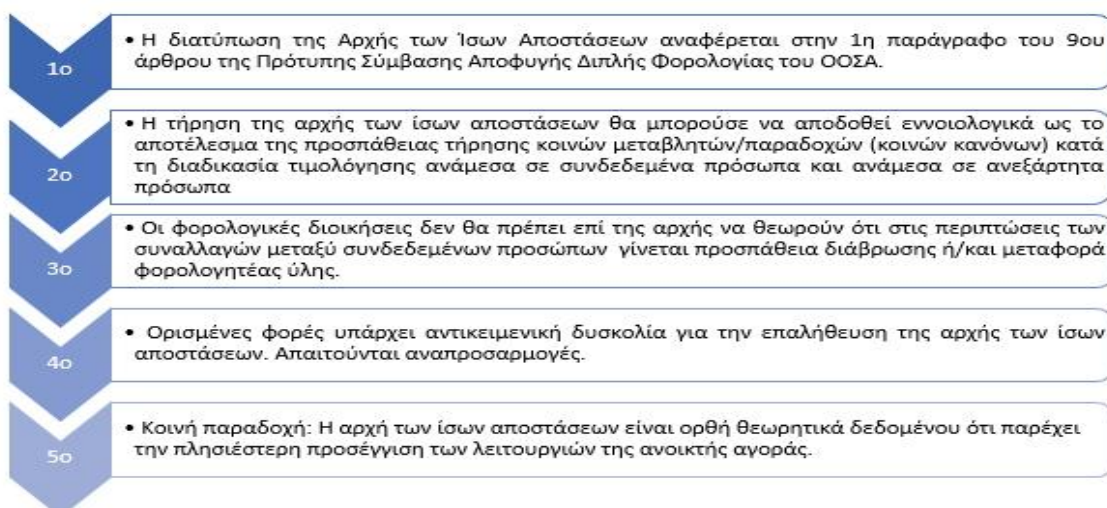 1ο
• Η διατύπωση της Αρχής των Ίσων Αποστάσεων αναφέρεται στην 1η παράγραφο του 9ου
άρθρου της Πρότυπης Σύμβασης Αποφυγής Διπλής Φορολογίας του ΟΟΣΑ.
2ο
• Η τήρηση της αρχής των ίσων αποστάσεων θα μπορούσε να αποδοθεί εννοιολογικά ως το
αποτέλεσμα της προσπάθειας τήρησης κοινών μεταβλητών/παραδοχών (κοινών κανόνων) κατά
τη διαδικασία τιμολόγησης ανάμεσα σε συνδεδεμένα πρόσωπα και ανάμεσα σε ανεξάρτητα
πρόσωπα
3ο
• Οι φορολογικές διοικήσεις δεν θα πρέπει επί της αρχής να θεωρούν ότι στις περιπτώσεις των
συναλλαγών μεταξύ συνδεδεμένων προσώπων γίνεται προσπάθεια διάβρωσης ή/και μεταφορά
φορολογητέας ύλης.
4ο
• Ορισμένες φορές υπάρχει αντικειμενική δυσκολία για την επαλήθευση της αρχής των ίσων
αποστάσεων. Απαιτούνται αναπροσαρμογές.
5ο
• Κοινή παραδοχή: Η αρχή των ίσων αποστάσεων είναι ορθή θεωρητικά δεδομένου ότι παρέχει
την πλησιέστερη προσέγγιση των λειτουργιών της ανοικτής αγοράς.